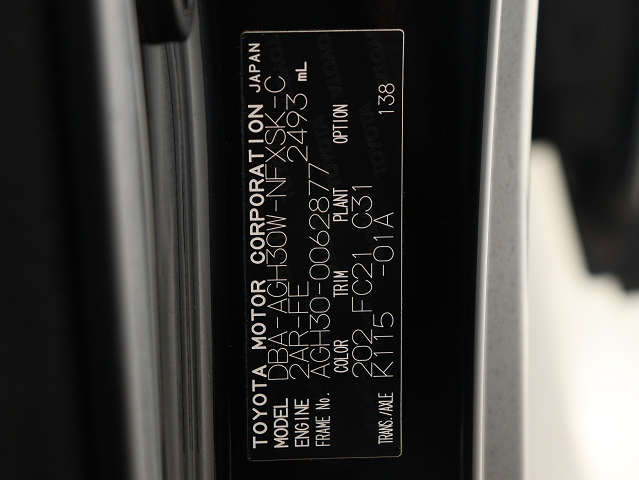 TOYOTA MOTOR CORPORATION JAPAN
MODEL DBA-AGH30W-NFXSK-C
ENGINE 2AR-FE 2493 mL
FRAME No. AGH30-0062877
COLOR TRIM PLANT OPTION
202 FC21 C31 138
TRANS./AXLE K115 -01A